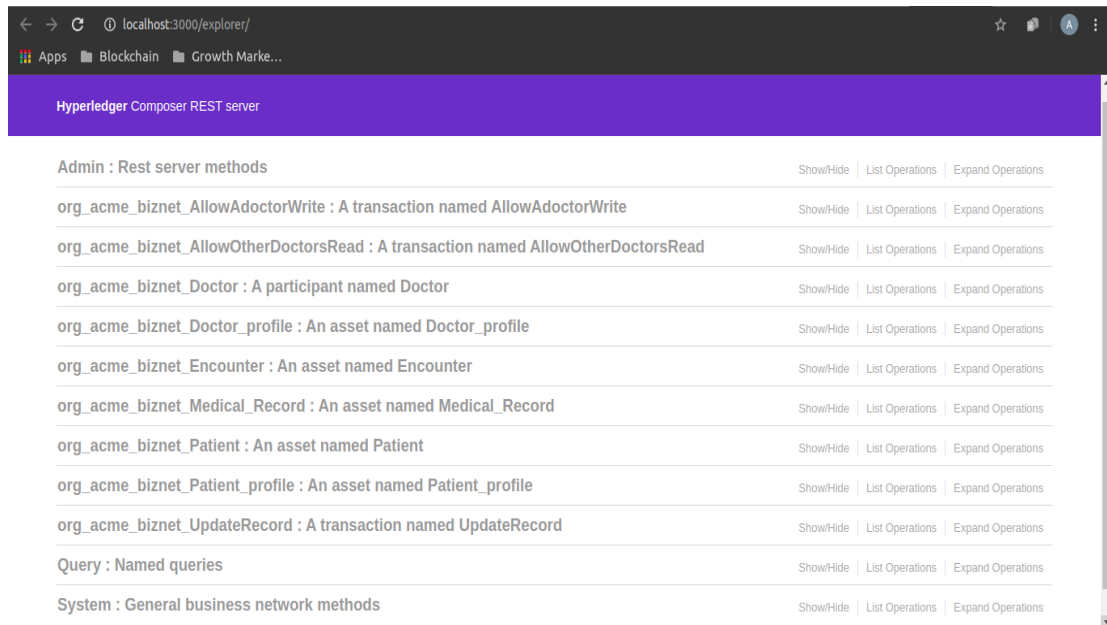 localhost:3000/explorer/
A
Apps Blockchain Growth Marke...
Hyperledger Composer REST server
Admin : Rest server methods Show/Hide List Operations Expand Operations
org_acme_biznet_AllowAdoctorWrite : A transaction named AllowAdoctorWrite Show/Hide List Operations Expand Operations
org_acme_biznet_AllowOtherDoctorsRead : A transaction named AllowOtherDoctorsRead Show/Hide List Operations Expand Operations
org_acme_biznet_Doctor : A participant named Doctor Show/Hide List Operations Expand Operations
org_acme_biznet_Doctor_profile : An asset named Doctor_profile Show/Hide List Operations Expand Operations
org_acme_biznet_Encounter : An asset named Encounter Show/Hide List Operations Expand Operations
org_acme_biznet_Medical_Record : An asset named Medical_Record Show/Hide List Operations Expand Operations
org_acme_biznet_Patient : An asset named Patient Show/Hide List Operations Expand Operations
org_acme_biznet_Patient_profile : An asset named Patient_profile Show/Hide List Operations Expand Operations
org_acme_biznet_UpdateRecord : A transaction named UpdateRecord Show/Hide List Operations Expand Operations
Query : Named queries Show/Hide List Operations Expand Operations
System : General business network methods Show/Hide List Operations Expand Operations